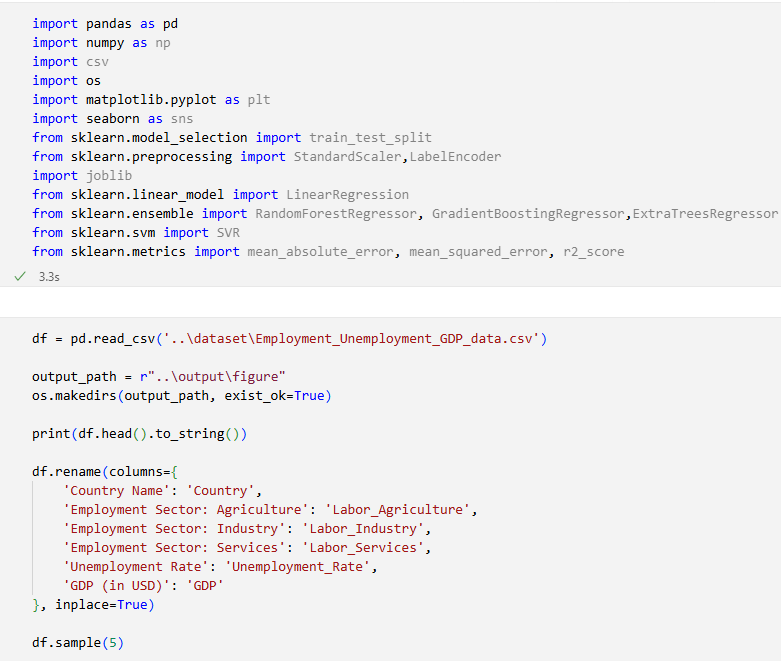 import pandas as pd
import numpy as np
import csv
import os
import matplotlib.pyplot as plt
import seaborn as sns
from sklearn.model_selection import train_test_split
from sklearn.preprocessing import StandardScaler,LabelEncoder
import joblib
from sklearn.linear_model import LinearRegression
from sklearn.ensemble import RandomForestRegressor, GradientBoostingRegressor,ExtraTreesRegressor
from sklearn.svm import SVR
from sklearn.metrics import mean_absolute_error, mean_squared_error, r2_score
✓ 3.3s
df = pd.read_csv('..\dataset\Employment_Unemployment_GDP_data.csv')
output_path = r"..\output\figure"
os.makedirs(output_path, exist_ok=True)
print(df.head().to_string())
df.rename(columns={
    'Country Name': 'Country',
    'Employment Sector: Agriculture': 'Labor_Agriculture',
    'Employment Sector: Industry': 'Labor_Industry',
    'Employment Sector: Services': 'Labor_Services',
    'Unemployment Rate': 'Unemployment_Rate',
    'GDP (in USD)': 'GDP'
}, inplace=True)
df.sample(5)